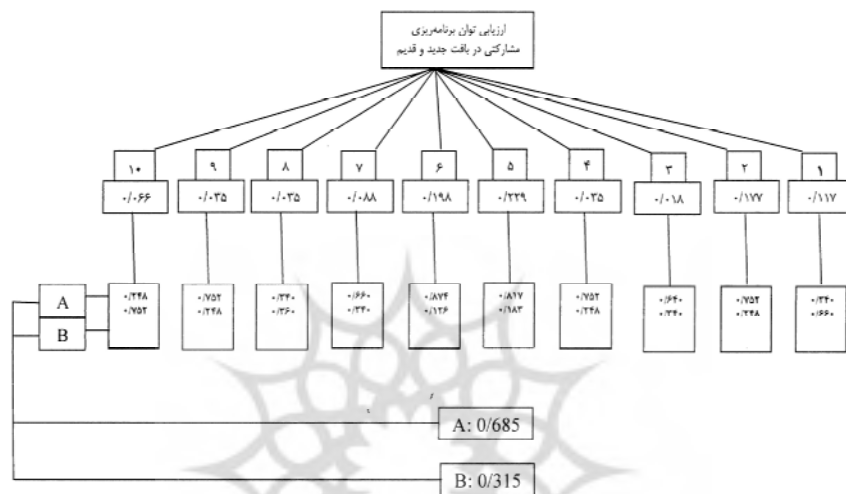 ارزیابی توان برنامه‌ریزی
مشارکتی در بافت جدید و قدیم
۱۰ ۹ ۸ ۷ ۶ ۵ ۴ ۳ ۲ ۱
۰/۰۶۶ ۰/۰۳۵ ۰/۰۳۵ ۰/۰۸۸ ۰/۱۹۸ ۰/۲۲۹ ۰/۰۳۵ ۰/۰۱۸ ۰/۱۷۷ ۰/۱۱۷
A ۰/۲۴۸ ۰/۷۵۲ ۰/۳۴۰ ۰/۶۶۰ ۰/۸۷۴ ۰/۸۱۷ ۰/۷۵۲ ۰/۶۴۰ ۰/۷۵۲ ۰/۳۴۰
B ۰/۷۵۲ ۰/۲۴۸ ۰/۳۶۰ ۰/۳۴۰ ۰/۱۲۶ ۰/۱۸۳ ۰/۲۴۸ ۰/۳۴۰ ۰/۲۴۸ ۰/۶۶۰
A: 0/685
B: 0/315